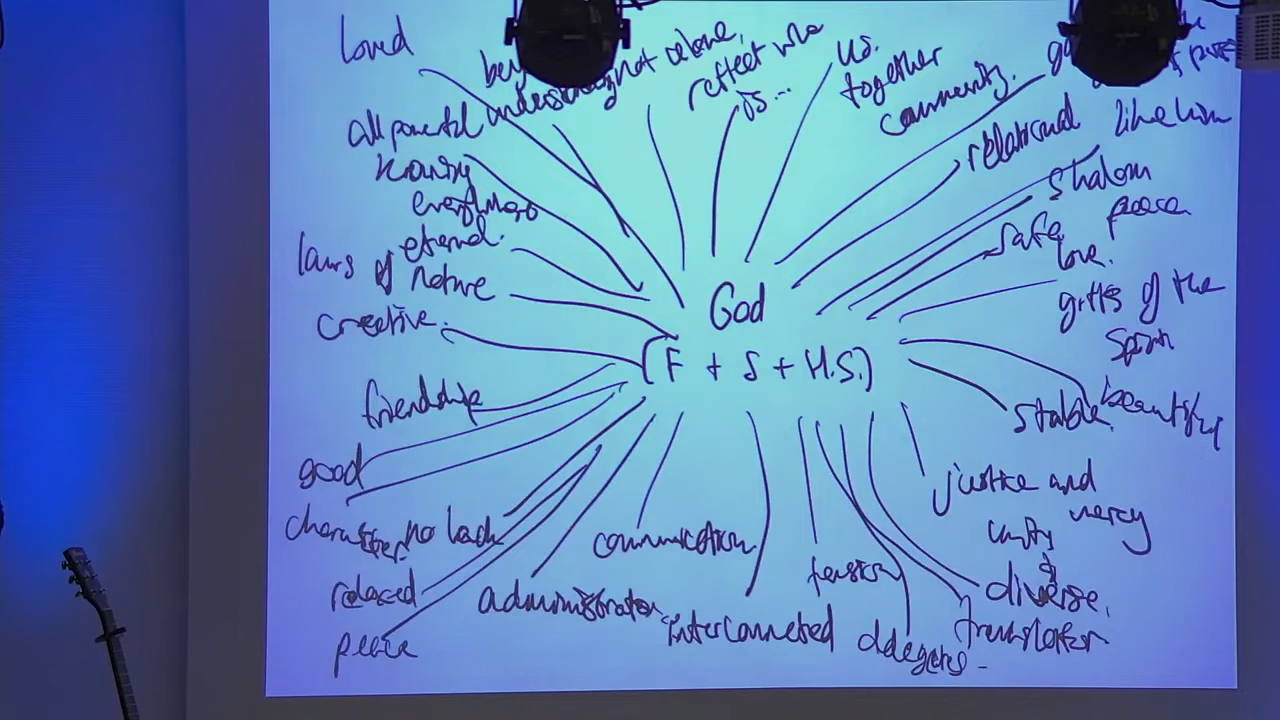 loved
not alone,
reflect who
is...
us.
together
community.
all powerful
knowing
everything
eternal.
laws of nature
creative.
friendship
good
character
no lack
relaxed
peace
God
(F + S + H.S.)
relational
like him
shalom
peace
safe
love.
gifts of the
Spirit
stable
beautiful
justice and
mercy
unity
&
diverse,
communication
administrator
interconnected
delegates